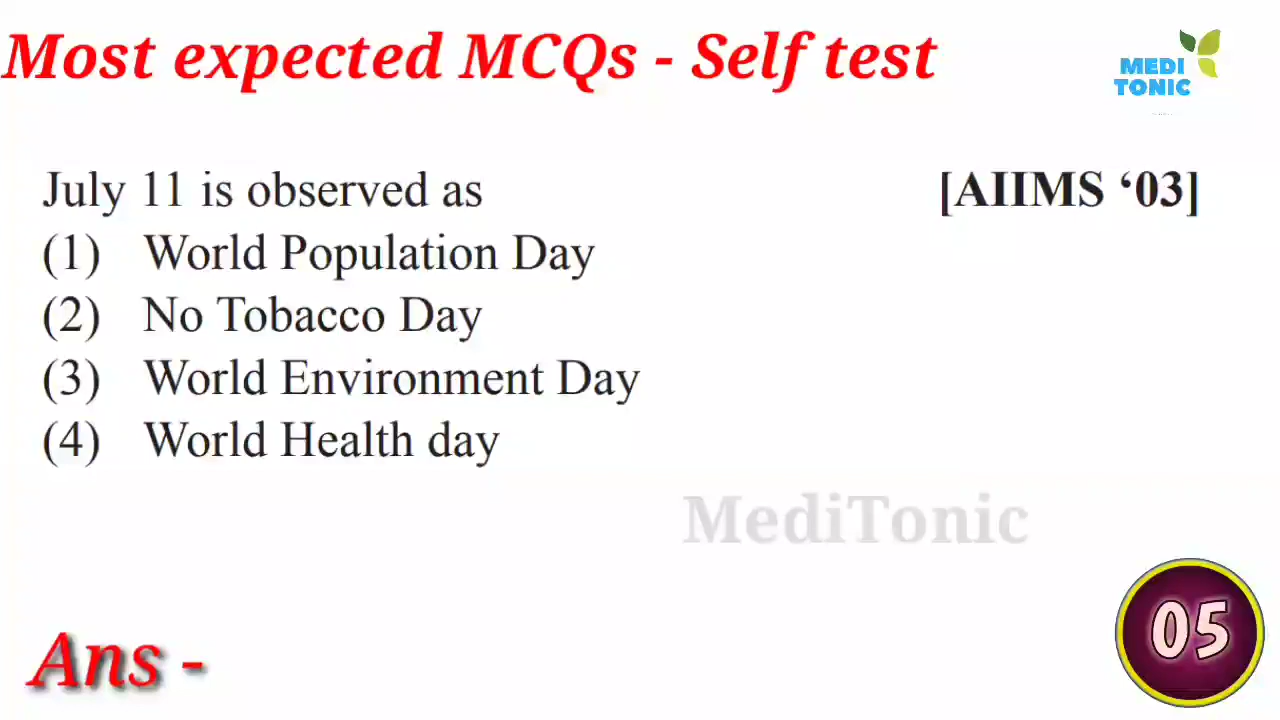 Most expected MCQs - Self test
MEDI
TONIC
July 11 is observed as [AIIMS ‘03]
(1) World Population Day
(2) No Tobacco Day
(3) World Environment Day
(4) World Health day
MediTonic
05
Ans -